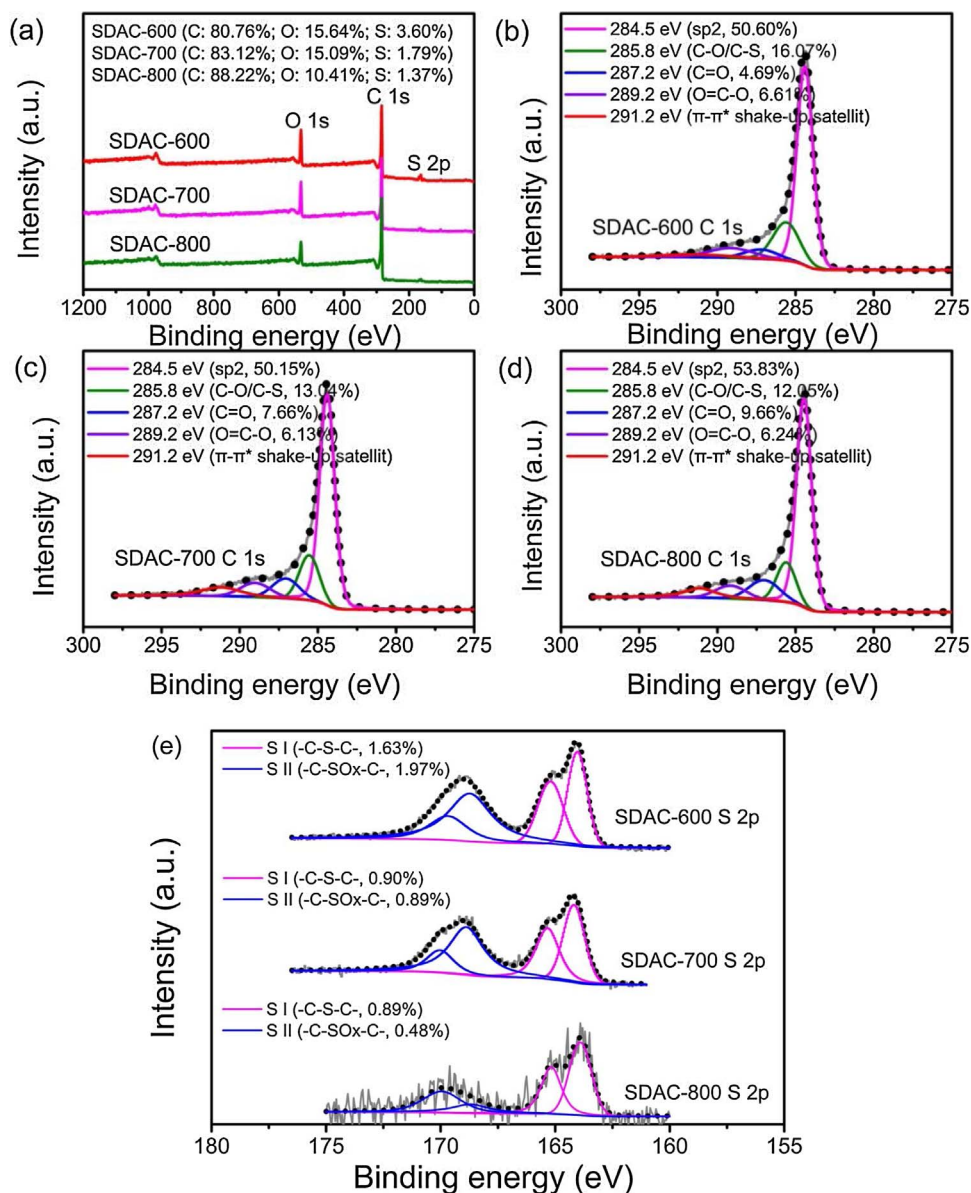 (a)
SDAC-600 (C: 80.76%; O: 15.64%; S: 3.60%)
SDAC-700 (C: 83.12%; O: 15.09%; S: 1.79%)
SDAC-800 (C: 88.22%; O: 10.41%; S: 1.37%)
C 1s
O 1s
S 2p
SDAC-600
SDAC-700
SDAC-800
Intensity (a.u.)
1200 1000 800 600 400 200 0
Binding energy (eV)
(b)
284.5 eV (sp2, 50.60%)
285.8 eV (C-O/C-S, 16.07%)
287.2 eV (C=O, 4.69%)
289.2 eV (O=C-O, 6.61%)
291.2 eV (π-π* shake-up satellit)
SDAC-600 C 1s
Intensity (a.u.)
300 295 290 285 280 275
Binding energy (eV)
(c)
284.5 eV (sp2, 50.15%)
285.8 eV (C-O/C-S, 13.04%)
287.2 eV (C=O, 7.66%)
289.2 eV (O=C-O, 6.13%)
291.2 eV (π-π* shake-up satellit)
SDAC-700 C 1s
Intensity (a.u.)
300 295 290 285 280 275
Binding energy (eV)
(d)
284.5 eV (sp2, 53.83%)
285.8 eV (C-O/C-S, 12.05%)
287.2 eV (C=O, 9.66%)
289.2 eV (O=C-O, 6.24%)
291.2 eV (π-π* shake-up satellit)
SDAC-800 C 1s
Intensity (a.u.)
300 295 290 285 280 275
Binding energy (eV)
(e)
S I (-C-S-C-, 1.63%)
S II (-C-SOx-C-, 1.97%)
SDAC-600 S 2p
S I (-C-S-C-, 0.90%)
S II (-C-SOx-C-, 0.89%)
SDAC-700 S 2p
S I (-C-S-C-, 0.89%)
S II (-C-SOx-C-, 0.48%)
SDAC-800 S 2p
Intensity (a.u.)
180 175 170 165 160 155
Binding energy (eV)